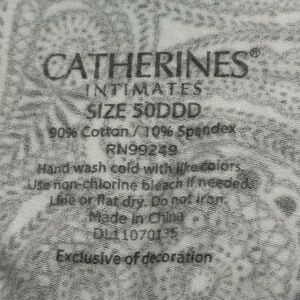 CATHERINES®
INTIMATES
SIZE 50DDD
90% Cotton / 10% Spandex
RN99249
Hand wash cold with like colors.
Use non-chlorine bleach if needed.
Line or flat dry. Do not iron.
Made in China
DL11070135
Exclusive of decoration